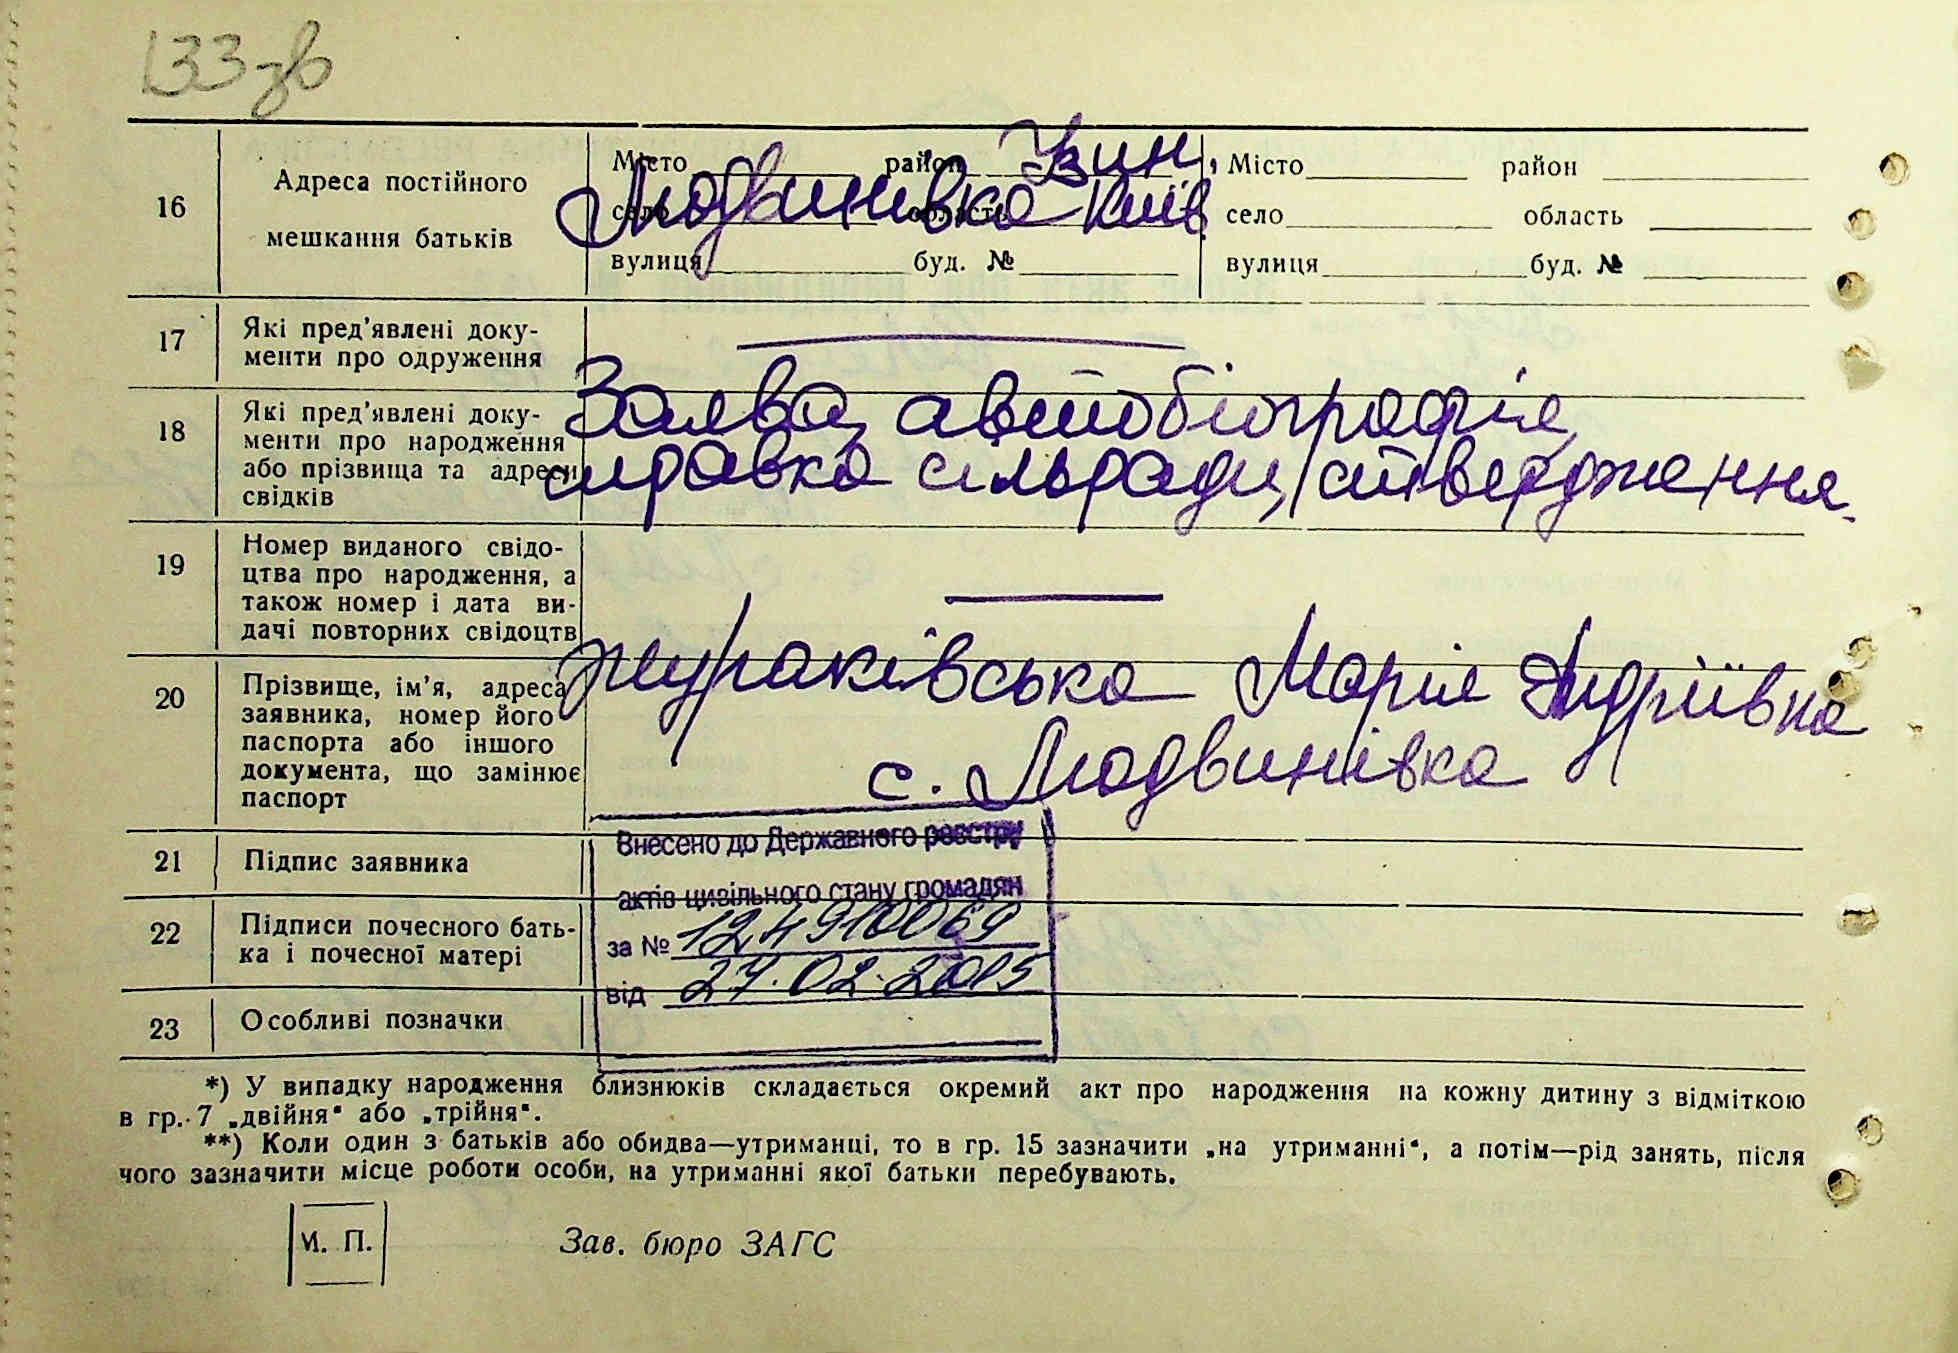 133 зв
16
Адреса постійного
мешкання батьків
Місто район Узин,
село Людвинівка область Київ
вулиця буд. №
Місто район
село область
вулиця буд. №
17
Які пред'явлені доку-
менти про одруження
18
Які пред'явлені доку-
менти про народження
або прізвища та адреси
свідків
Заява, автобіографія,
справка сільради, ствердження.
19
Номер виданого свідо-
цтва про народження, а
також номер і дата ви-
дачі повторних свідоцтв
20
Прізвище, ім'я, адреса
заявника, номер його
паспорта або іншого
документа, що замінює
паспорт
Жураківська Марія Андріївна
с. Людвинівка
21
Підпис заявника
22
Підписи почесного бать-
ка і почесної матері
23
Особливі позначки
Внесено до Державного реєстру
актів цивільного стану громадян
за № 124910069
від 27.02.2015
*) У випадку народження близнюків складається окремий акт про народження на кожну дитину з відміткою
в гр. 7 „двійня“ або „трійня“.
**) Коли один з батьків або обидва—утриманці, то в гр. 15 зазначити „на утриманні“, а потім—рід занять, після
чого зазначити місце роботи особи, на утриманні якої батьки перебувають.
М. П.
Зав. бюро ЗАГС